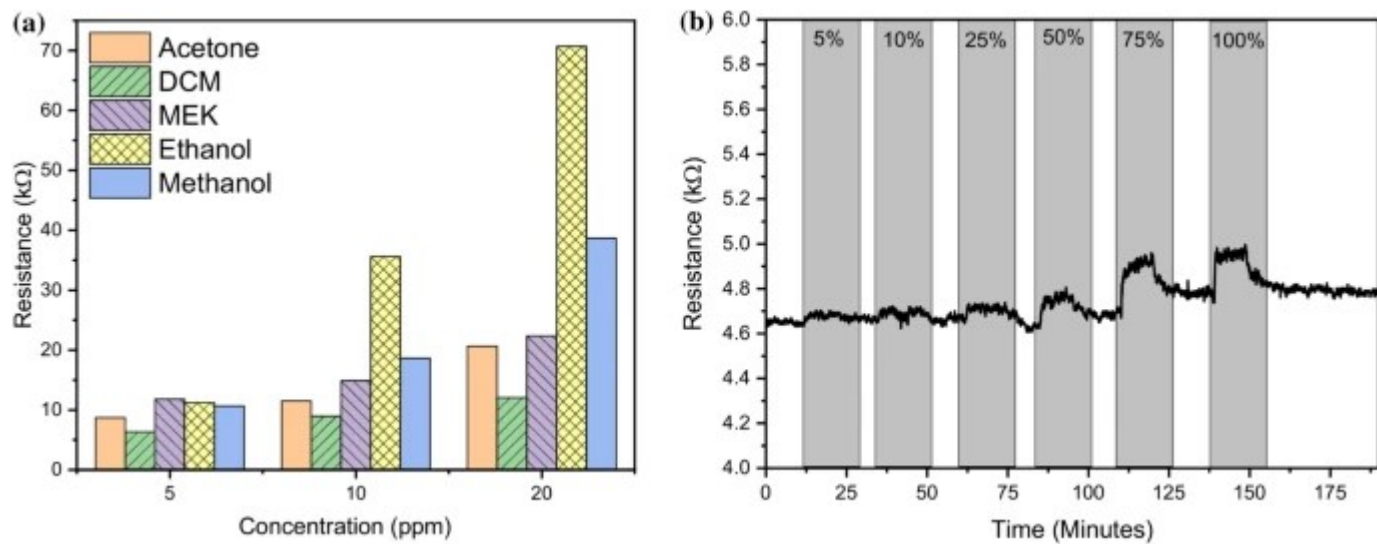 (a)
Acetone
DCM
MEK
Ethanol
Methanol
70
60
50
40
30
20
10
0
Resistance (kΩ)
5 10 20
Concentration (ppm)
(b)
5% 10% 25% 50% 75% 100%
6.0
5.8
5.6
5.4
5.2
5.0
4.8
4.6
4.4
4.2
4.0
Resistance (kΩ)
0 25 50 75 100 125 150 175
Time (Minutes)